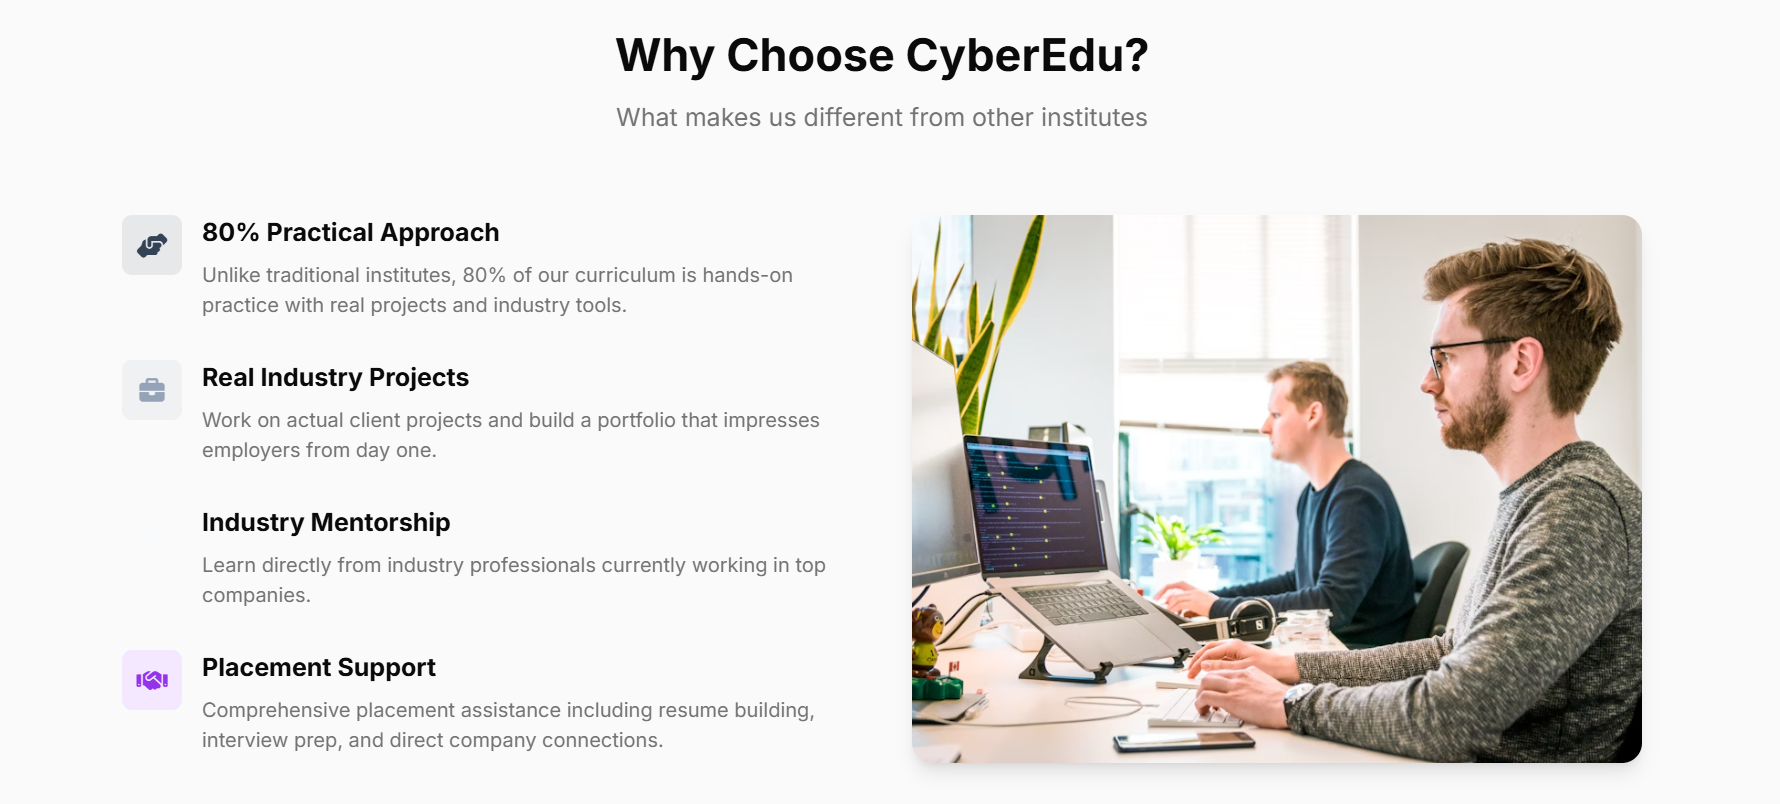 Why Choose CyberEdu?
What makes us different from other institutes
80% Practical Approach
Unlike traditional institutes, 80% of our curriculum is hands-on
practice with real projects and industry tools.
Real Industry Projects
Work on actual client projects and build a portfolio that impresses
employers from day one.
Industry Mentorship
Learn directly from industry professionals currently working in top
companies.
Placement Support
Comprehensive placement assistance including resume building,
interview prep, and direct company connections.